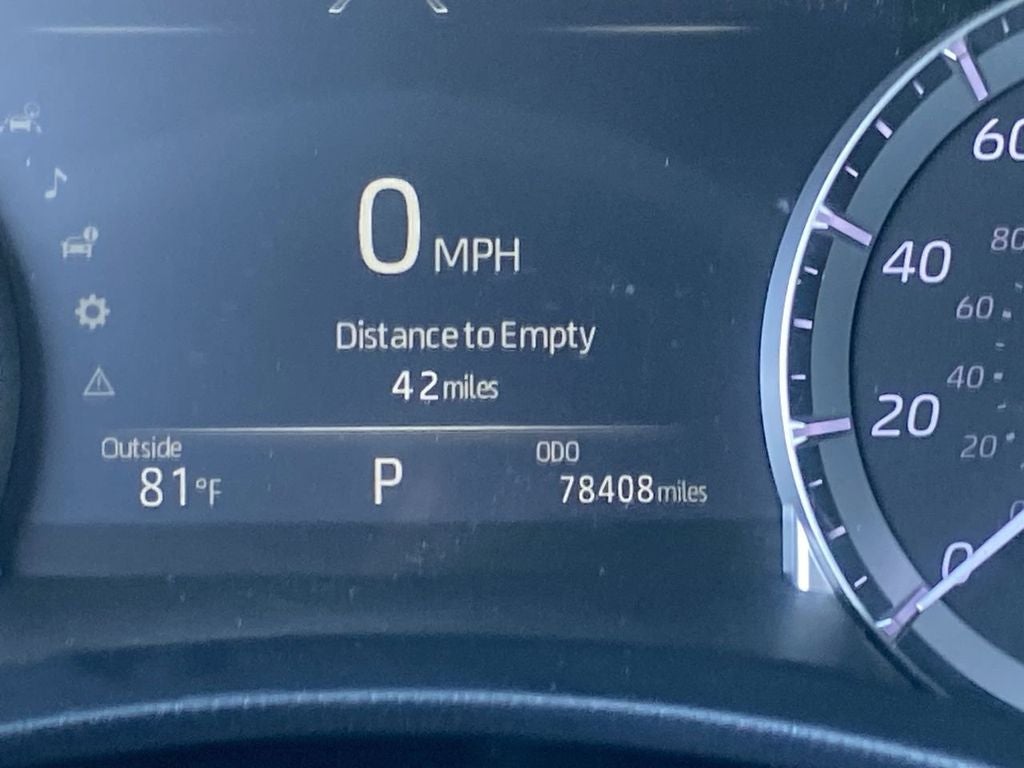 0 MPH
Distance to Empty
42 miles
Outside
81°F
P
ODO
78408 miles
60
40
20
0
80
60
40
20